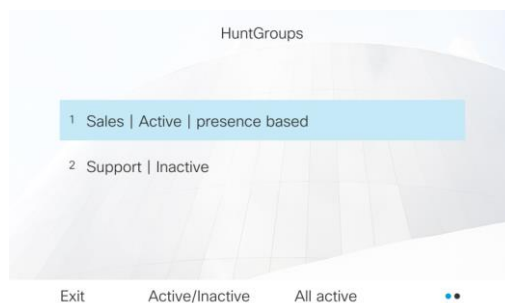 HuntGroups
1 Sales | Active | presence based
2 Support | Inactive
Exit Active/Inactive All active